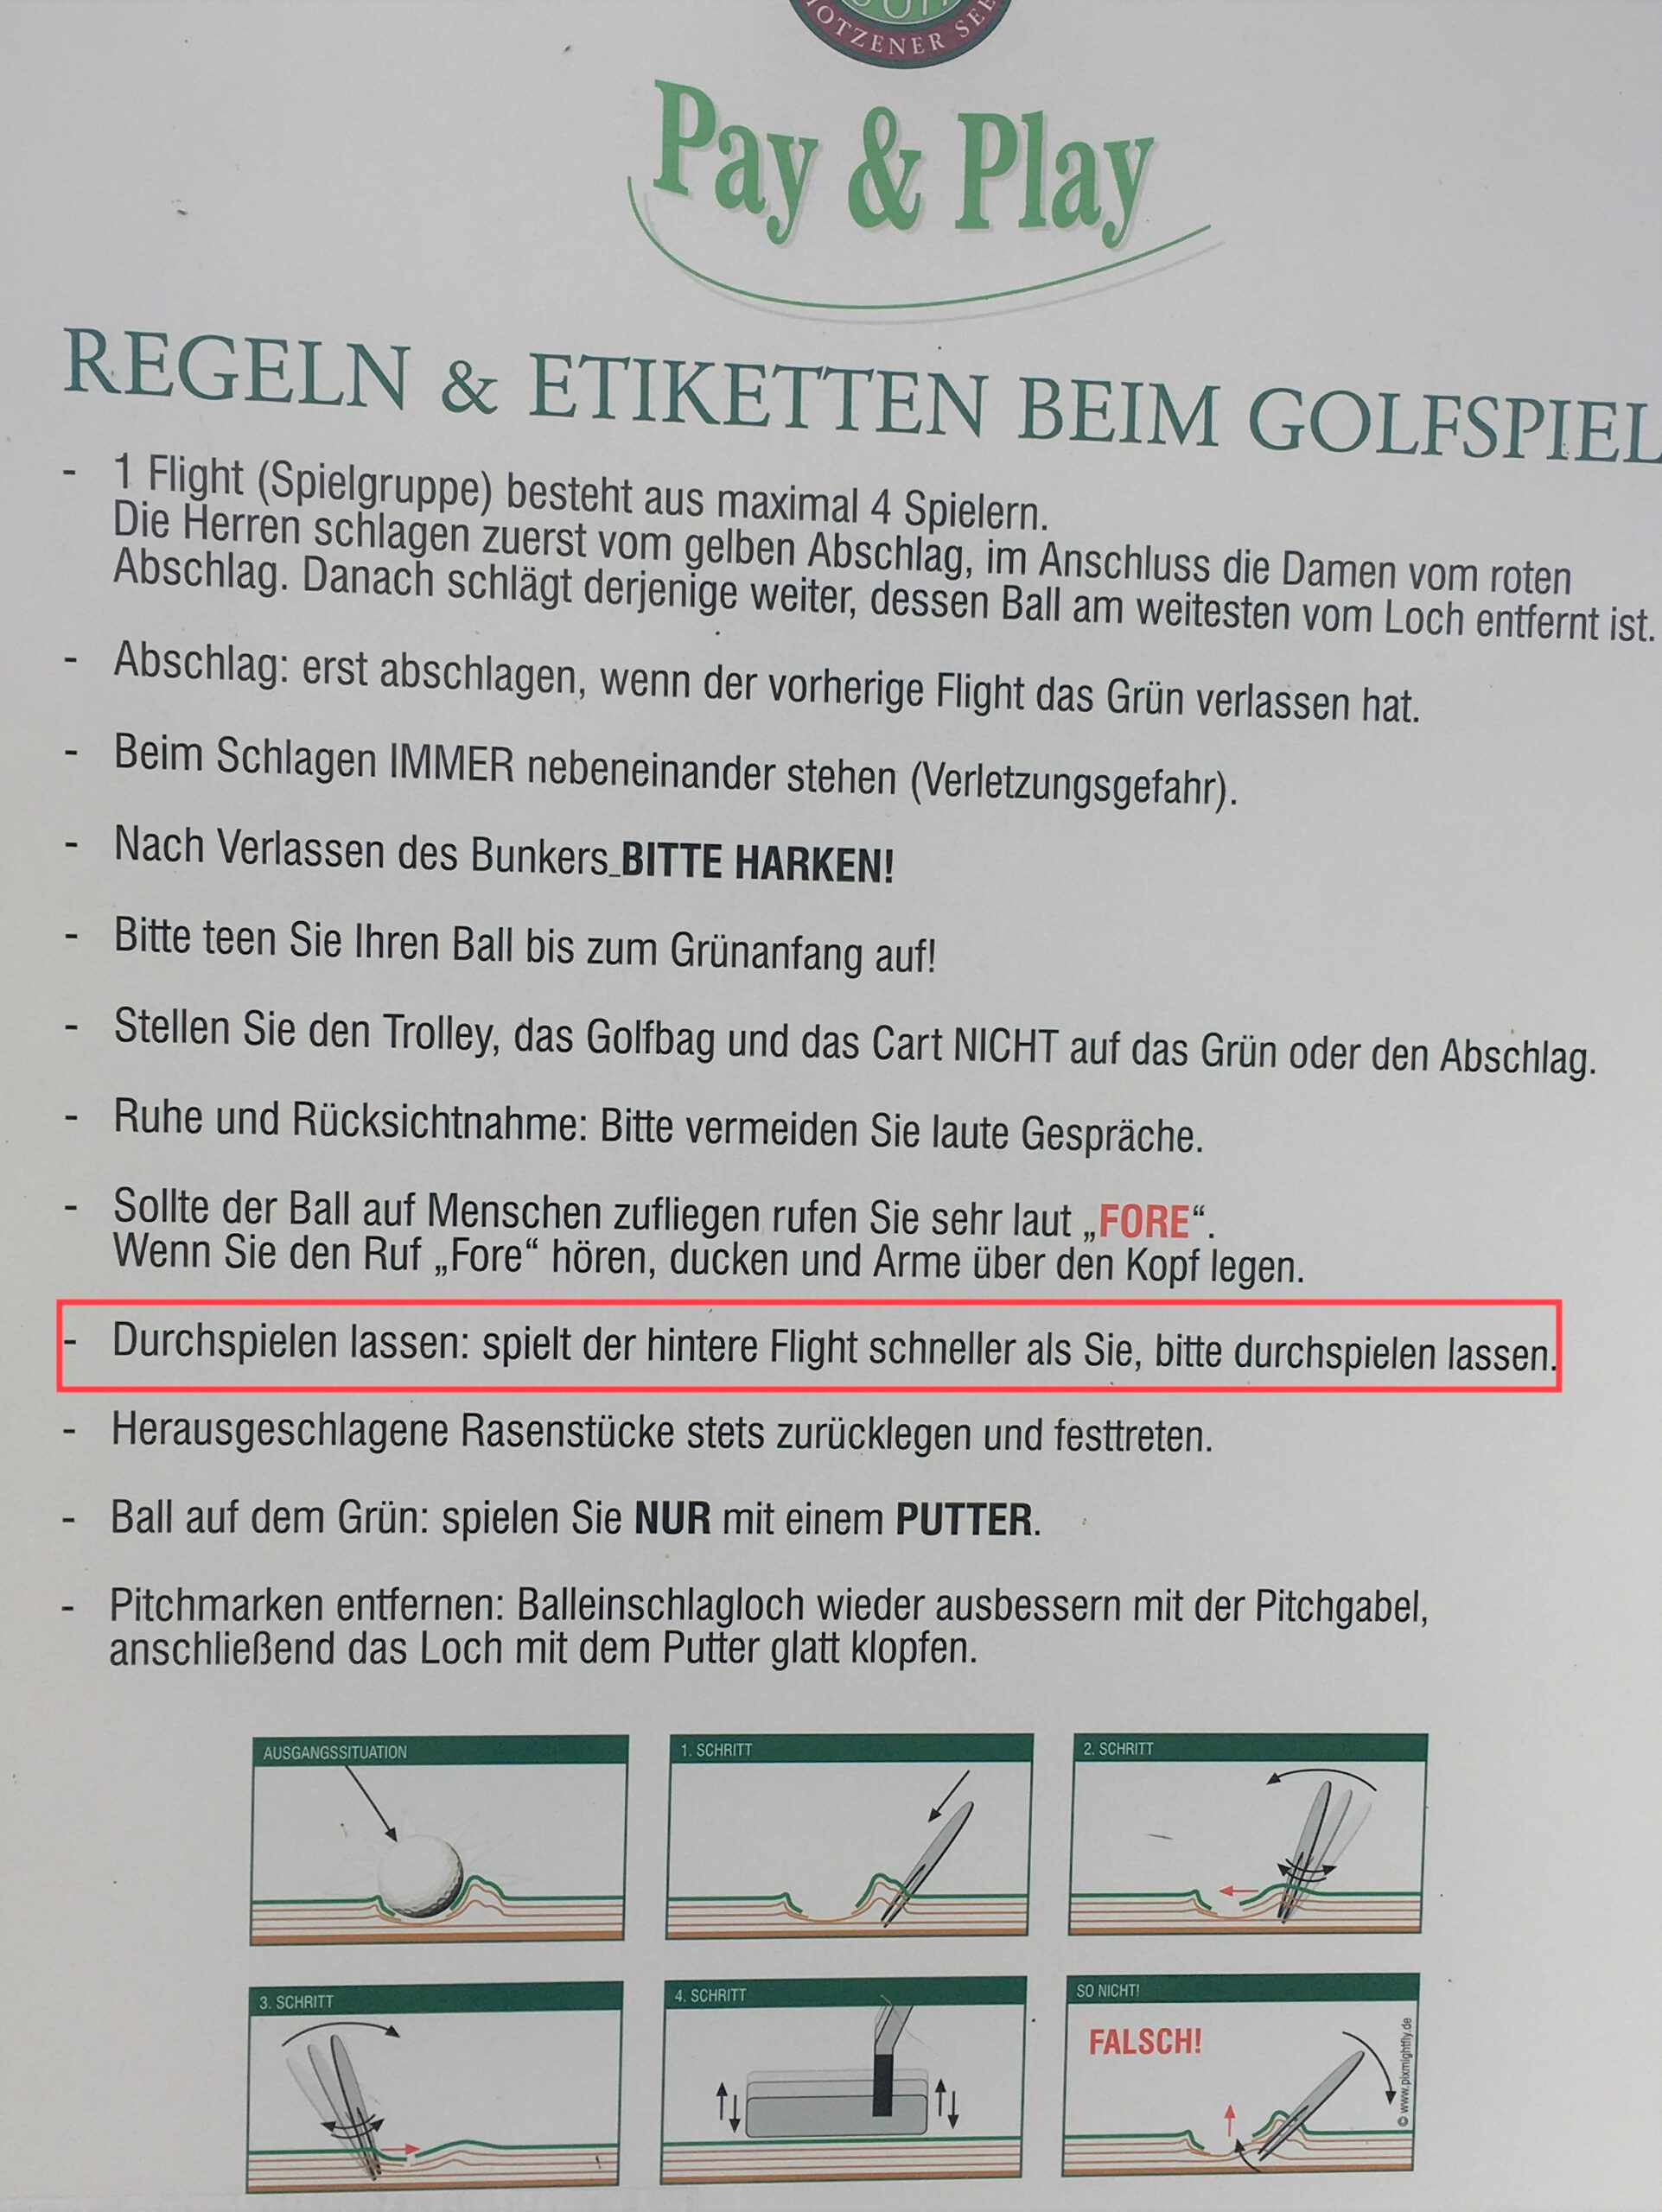 OTZENER SEE
Pay & Play
REGELN & ETIKETTEN BEIM GOLFSPIEL
- 1 Flight (Spielgruppe) besteht aus maximal 4 Spielern.
Die Herren schlagen zuerst vom gelben Abschlag, im Anschluss die Damen vom roten
Abschlag. Danach schlägt derjenige weiter, dessen Ball am weitesten vom Loch entfernt ist.
- Abschlag: erst abschlagen, wenn der vorherige Flight das Grün verlassen hat.
- Beim Schlagen IMMER nebeneinander stehen (Verletzungsgefahr).
- Nach Verlassen des Bunkers BITTE HARKEN!
- Bitte teen Sie Ihren Ball bis zum Grünanfang auf!
- Stellen Sie den Trolley, das Golfbag und das Cart NICHT auf das Grün oder den Abschlag.
- Ruhe und Rücksichtnahme: Bitte vermeiden Sie laute Gespräche.
- Sollte der Ball auf Menschen zufliegen rufen Sie sehr laut „FORE“.
Wenn Sie den Ruf „Fore“ hören, ducken und Arme über den Kopf legen.
- Durchspielen lassen: spielt der hintere Flight schneller als Sie, bitte durchspielen lassen.
- Herausgeschlagene Rasenstücke stets zurücklegen und festtreten.
- Ball auf dem Grün: spielen Sie NUR mit einem PUTTER.
- Pitchmarken entfernen: Balleinschlagloch wieder ausbessern mit der Pitchgabel,
anschließend das Loch mit dem Putter glatt klopfen.
AUSGANGSSITUATION
1. SCHRITT
2. SCHRITT
3. SCHRITT
4. SCHRITT
SO NICHT!
FALSCH!
© www.pixmightfly.de